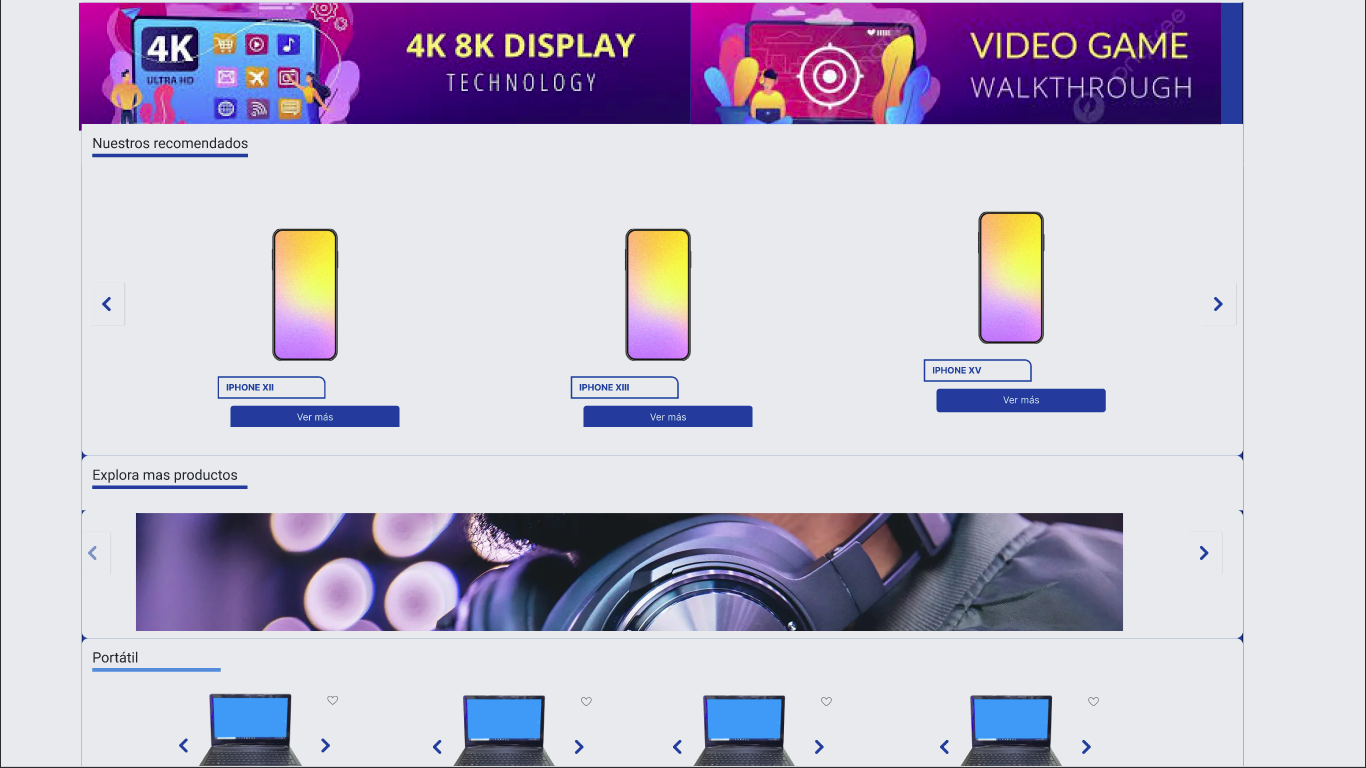 4K
ULTRA HD
4K 8K DISPLAY
TECHNOLOGY
VIDEO GAME
WALKTHROUGH
Nuestros recomendados
IPHONE XII
Ver más
IPHONE XIII
Ver más
IPHONE XV
Ver más
Explora mas productos
Portátil